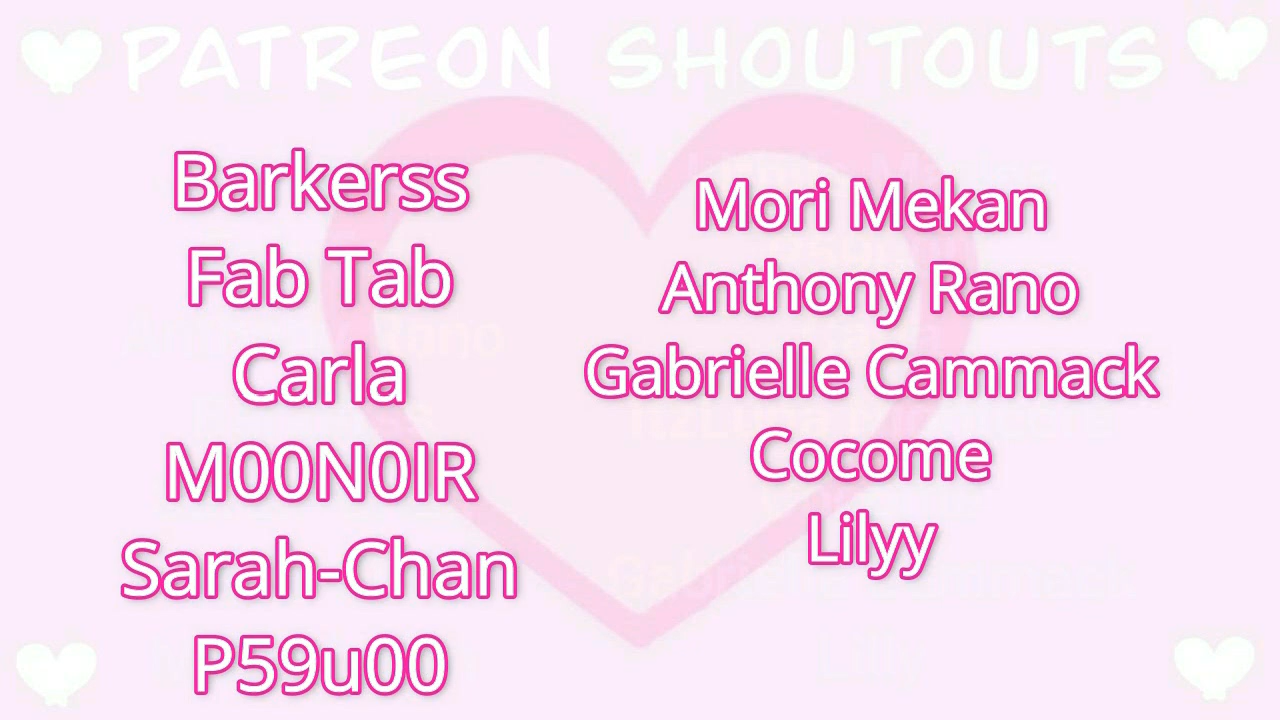 PATREON SHOUTOUTS
Barkerss
Fab Tab
Carla
M00N0IR
Sarah-Chan
P59u00
Mori Mekan
Anthony Rano
Gabrielle Cammack
Cocome
Lilyy